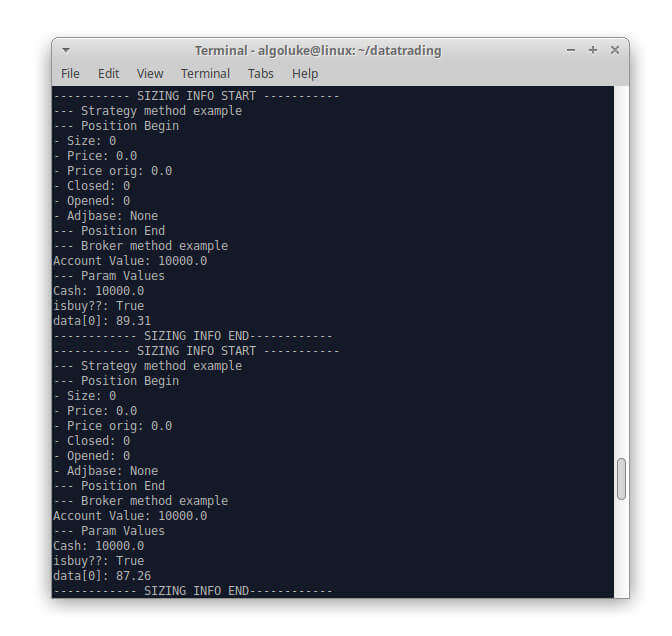 Terminal - algoluke@linux: ~/datatrading
File Edit View Terminal Tabs Help
----------- SIZING INFO START -----------
--- Strategy method example
--- Position Begin
- Size: 0
- Price: 0.0
- Price orig: 0.0
- Closed: 0
- Opened: 0
- Adjbase: None
--- Position End
--- Broker method example
Account Value: 10000.0
--- Param Values
Cash: 10000.0
isbuy??: True
data[0]: 89.31
------------ SIZING INFO END------------
----------- SIZING INFO START -----------
--- Strategy method example
--- Position Begin
- Size: 0
- Price: 0.0
- Price orig: 0.0
- Closed: 0
- Opened: 0
- Adjbase: None
--- Position End
--- Broker method example
Account Value: 10000.0
--- Param Values
Cash: 10000.0
isbuy??: True
data[0]: 87.26
------------ SIZING INFO END------------